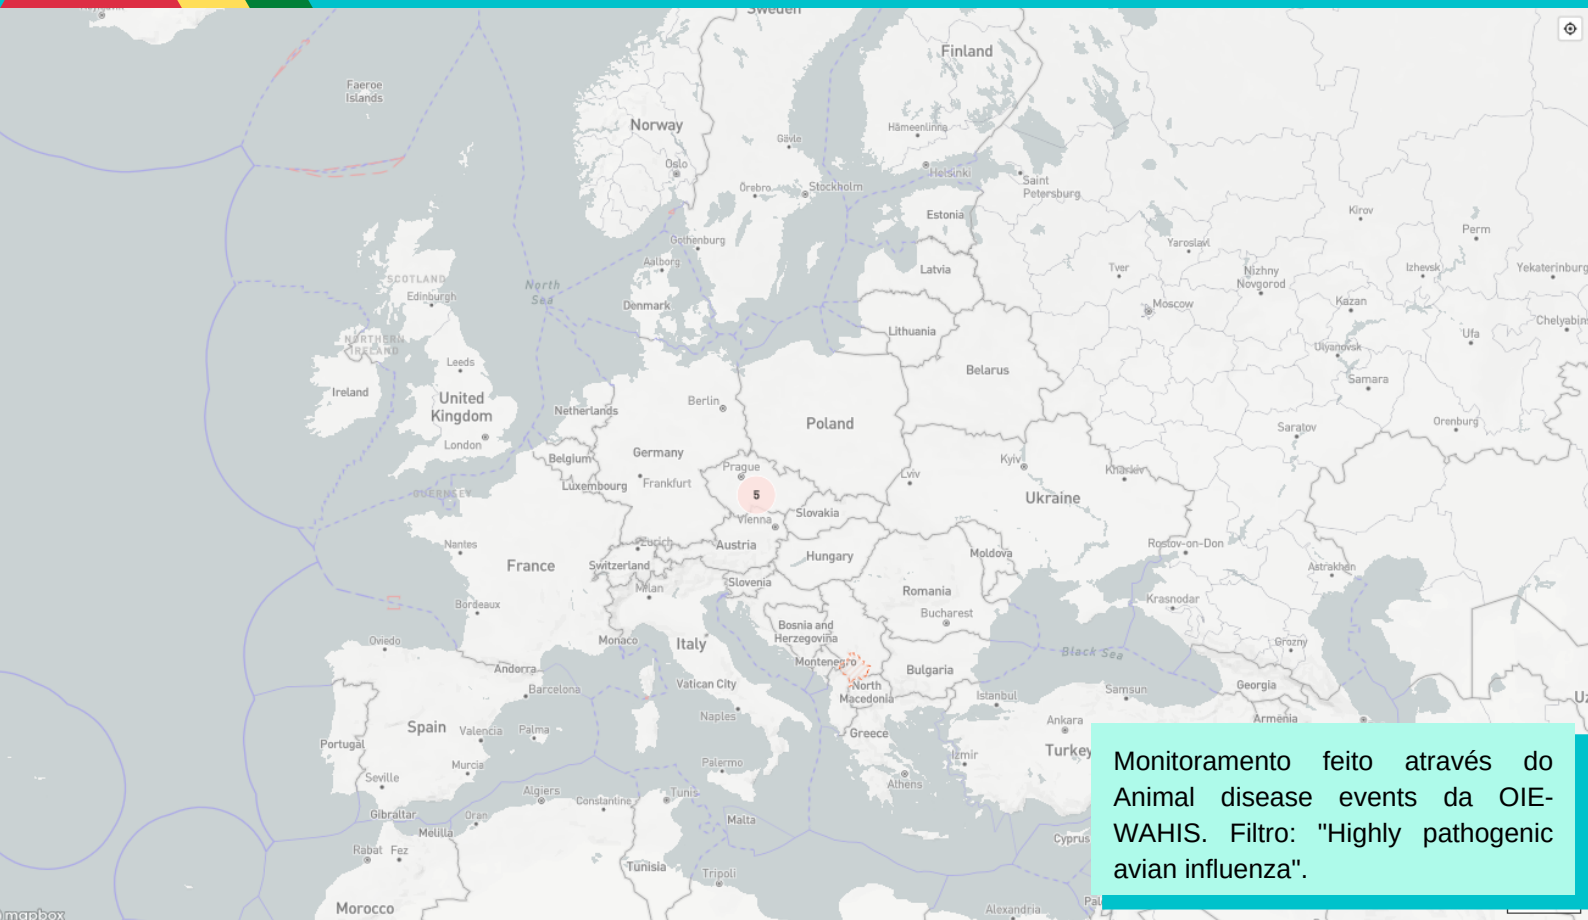 Sweden
Finland
Faeroe
Islands
Norway
Hämeenlinna
Gävle
Oslo
Helsinki
Örebro
Stockholm
Saint
Petersburg
Estonia
Kirov
Perm
Gothenburg
Yaroslavl
Aalborg
Latvia
Tver
Nizhny
Novgorod
Izhevsk
Yekaterinburg
SCOTLAND
Edinburgh
North
Sea
Denmark
Moscow
Kazan
Chelyabins
NORTHERN
IRELAND
Lithuania
Ufa
Ulyanovsk
Leeds
Belarus
Samara
Ireland
United
Kingdom
Netherlands
Berlin
Poland
Orenburg
Saratov
London
Belgium
Germany
Prague
Kyiv
Kharkiv
Lviv
Luxembourg
Frankfurt
GUERNSEY
5
Ukraine
Slovakia
Vienna
Nantes
Zurich
Austria
Hungary
Moldova
Rostov-on-Don
France
Switzerland
Astrakhan
Slovenia
Milan
Romania
Krasnodar
Bordeaux
Bucharest
Bosnia and
Herzegovina
Oviedo
Monaco
Italy
Grozny
Black Sea
Montenegro
Andorra
Bulgaria
Vatican City
North
Macedonia
Barcelona
Istanbul
Samsun
Georgia
Uz
Naples
Spain
Valencia
Palma
Ankara
Armenia
Portugal
Greece
Turkey
Izmir
Murcia
Palermo
Seville
Athens
Algiers
Constantine
Tunis
Gibraltar
Oran
Malta
Melilla
Cyprus
Rabat
Fez
Tunisia
Tripoli
Pal
Morocco
Alexandria
mapbox
Monitoramento feito através do
Animal disease events da OIE-
WAHIS. Filtro: "Highly pathogenic
avian influenza".